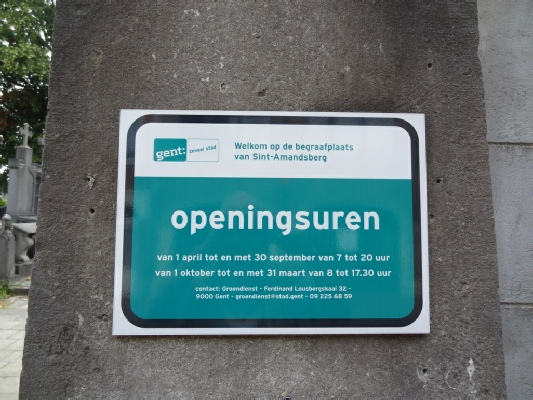 gent: zoveel stad
Welkom op de begraafplaats
van Sint-Amandsberg
openingsuren
van 1 april tot en met 30 september van 7 tot 20 uur
van 1 oktober tot en met 31 maart van 8 tot 17.30 uur
contact: Groendienst - Ferdinand Lousbergskaai 32 -
9000 Gent - groendienst@stad.gent - 09 225 68 59